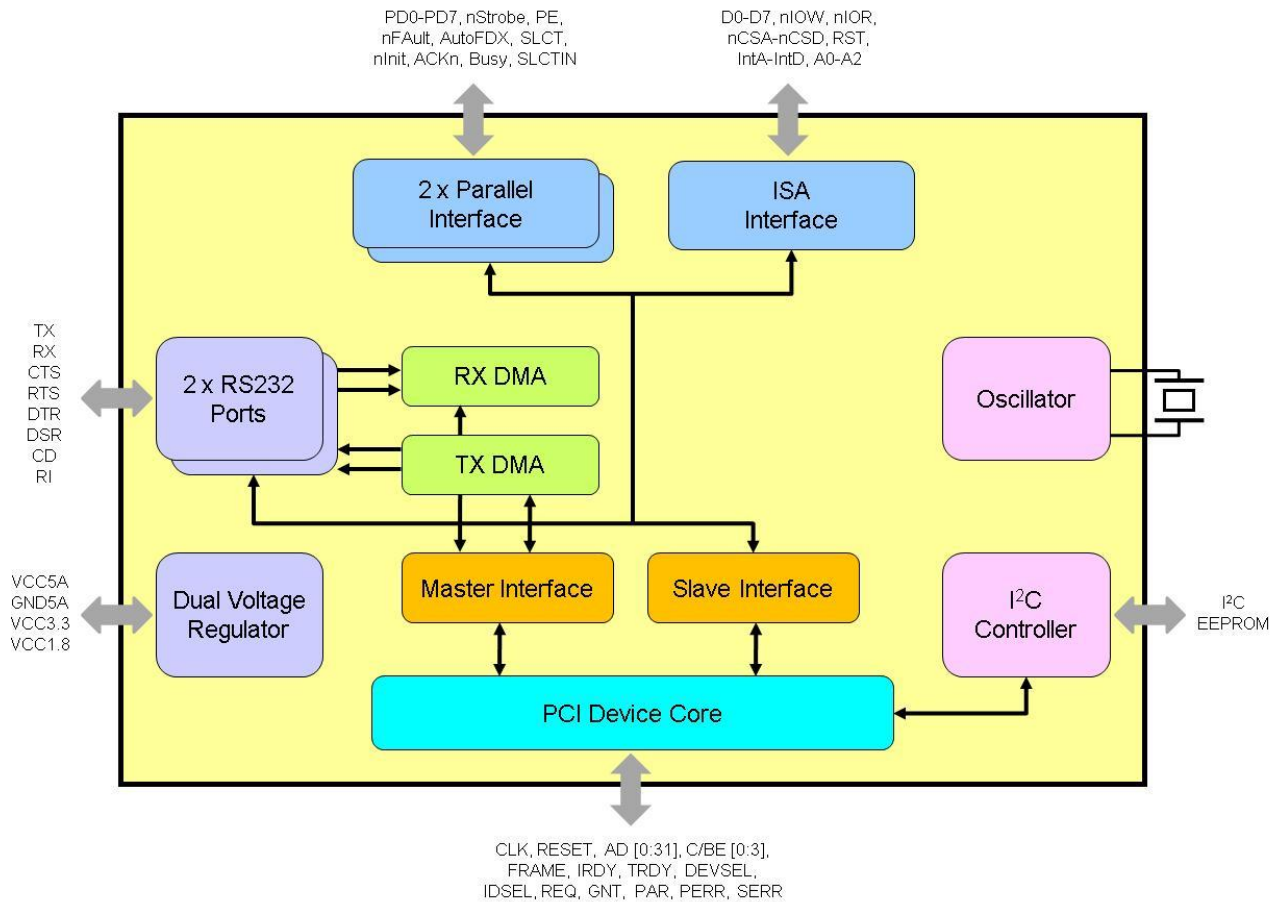 PD0-PD7, nStrobe, PE,
nFAult, AutoFDX, SLCT,
nInit, ACKn, Busy, SLCTIN
D0-D7, nIOW, nIOR,
nCSA-nCSD, RST,
IntA-IntD, A0-A2
2 x Parallel
Interface
ISA
Interface
TX
RX
CTS
RTS
DTR
DSR
CD
RI
2 x RS232
Ports
RX DMA
TX DMA
Oscillator
VCC5A
GND5A
VCC3.3
VCC1.8
Dual Voltage
Regulator
Master Interface
Slave Interface
I²C
Controller
I²C
EEPROM
PCI Device Core
CLK, RESET, AD [0:31], C/BE [0:3],
FRAME, IRDY, TRDY, DEVSEL,
IDSEL, REQ, GNT, PAR, PERR, SERR